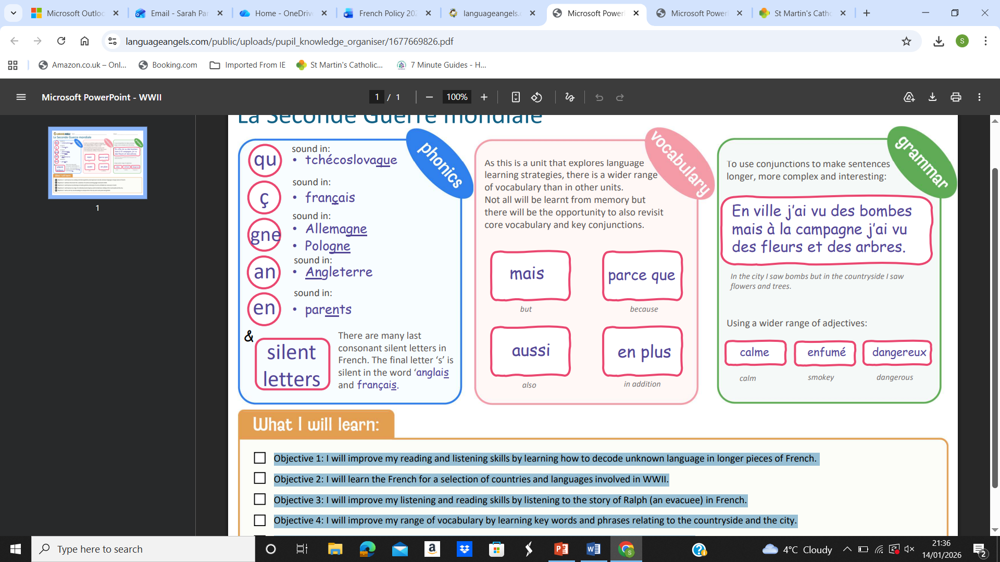 Microsoft Outloo
Email - Sarah Par
Home - OneDriv
French Policy 202
languageangels.c
Microsoft Power
Microsoft Power
St Martin's Catho
languageangels.com/public/uploads/pupil_knowledge_organiser/1677669826.pdf
S
Amazon.co.uk – Onl...
Booking.com
Imported From IE
St Martin's Catholic...
7 Minute Guides - H...
Microsoft PowerPoint - WWII
1 / 1
100%
1
La Seconde Guerre mondiale
phonics
qu
sound in:
• tchécoslovaque
ç
sound in:
• français
gne
sound in:
• Allemagne
• Pologne
an
sound in:
• Angleterre
en
sound in:
• parents
&
silent
letters
There are many last
consonant silent letters in
French. The final letter ‘s’ is
silent in the word ‘anglais
and français.
vocabulary
As this is a unit that explores language
learning strategies, there is a wider range
of vocabulary than in other units.
Not all will be learnt from memory but
there will be the opportunity to also revisit
core vocabulary and key conjunctions.
mais
but
parce que
because
aussi
also
en plus
in addition
grammar
To use conjunctions to make sentences
longer, more complex and interesting:
En ville j’ai vu des bombes
mais à la campagne j’ai vu
des fleurs et des arbres.
In the city I saw bombs but in the countryside I saw
flowers and trees.
Using a wider range of adjectives:
calme
enfumé
dangereux
calm
smokey
dangerous
What I will learn:
Objective 1: I will improve my reading and listening skills by learning how to decode unknown language in longer pieces of French.
Objective 2: I will learn the French for a selection of countries and languages involved in WWII.
Objective 3: I will improve my listening and reading skills by listening to the story of Ralph (an evacuee) in French.
Objective 4: I will improve my range of vocabulary by learning key words and phrases relating to the countryside and the city.
Type here to search
4°C Cloudy
21:36
14/01/2026
2